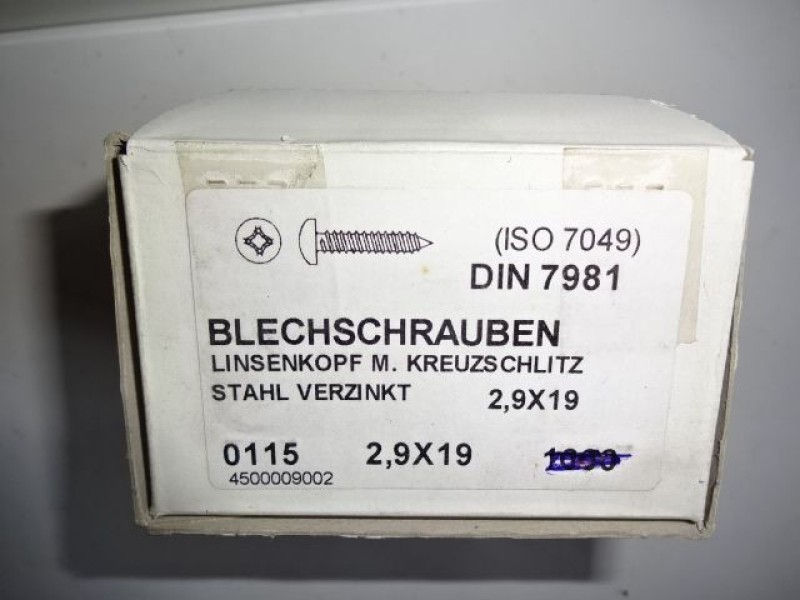 (ISO 7049)
DIN 7981
BLECHSCHRAUBEN
LINSENKOPF M. KREUZSCHLITZ
STAHL VERZINKT 2,9X19
0115 2,9X19
4500009002